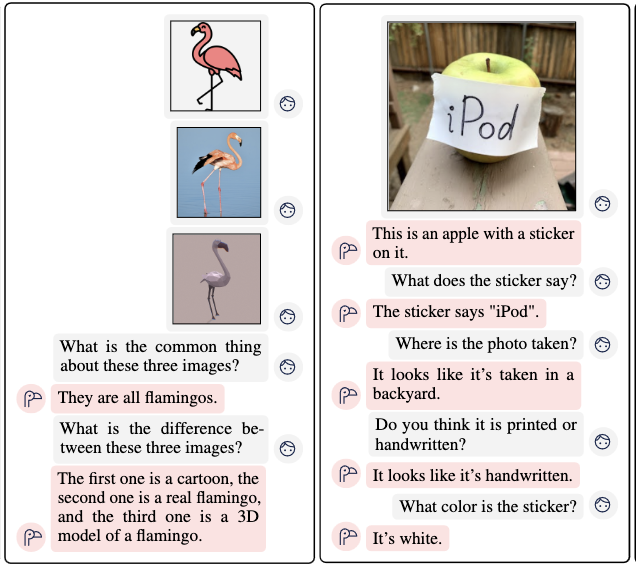 What is the common thing
about these three images?
They are all flamingos.
What is the difference be-
tween these three images?
The first one is a cartoon, the
second one is a real flamingo,
and the third one is a 3D
model of a flamingo.
iPod
This is an apple with a sticker
on it.
What does the sticker say?
The sticker says "iPod".
Where is the photo taken?
It looks like it’s taken in a
backyard.
Do you think it is printed or
handwritten?
It looks like it’s handwritten.
What color is the sticker?
It’s white.